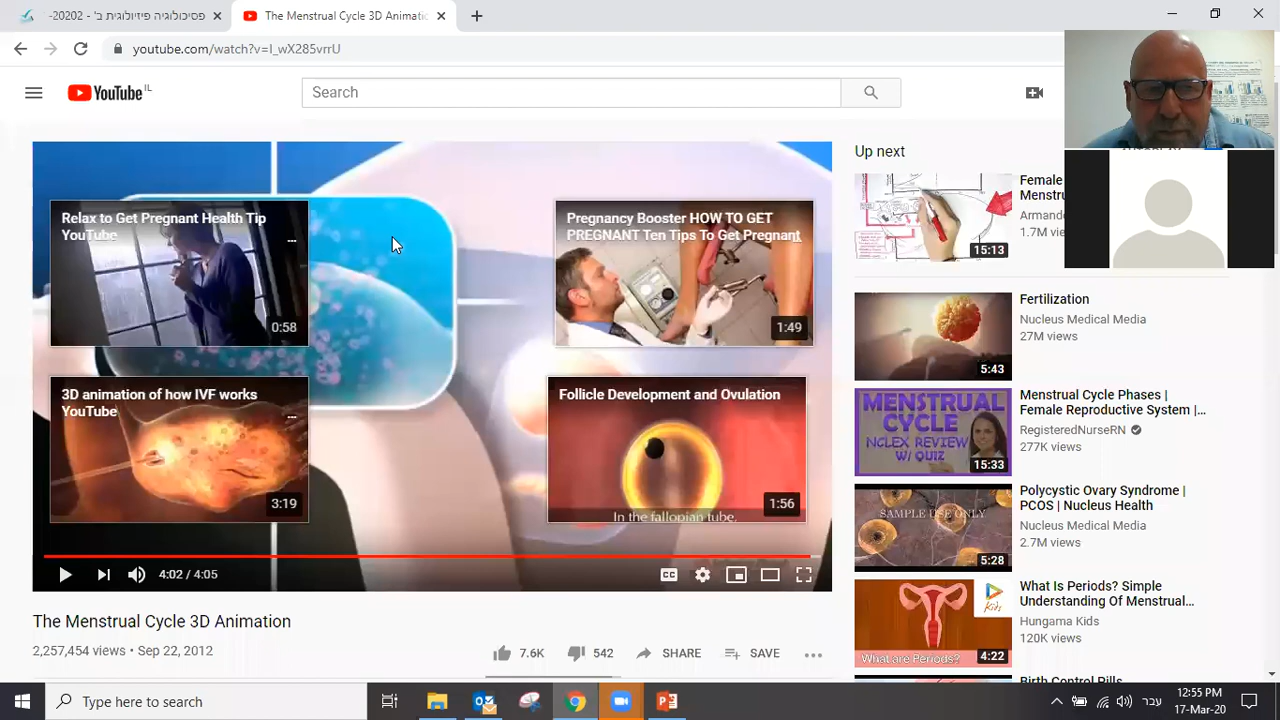 פסיכולוגיה פיזיולוגית ב' - 20202-
The Menstrual Cycle 3D Animatic
youtube.com/watch?v=I_wX285vrrU
YouTube IL
Search
Relax to Get Pregnant Health Tip
YouTube
0:58
Pregnancy Booster HOW TO GET
PREGNANT Ten Tips To Get Pregnant
1:49
3D animation of how IVF works
YouTube
3:19
Follicle Development and Ovulation
In the fallopian tube.
1:56
4:02 / 4:05
CC
The Menstrual Cycle 3D Animation
2,257,454 views • Sep 22, 2012
7.6K
542
SHARE
SAVE
Up next
15:13
Female
Menstru
Armando
1.7M vie
5:43
Fertilization
Nucleus Medical Media
27M views
MENSTRUAL
CYCLE
NCLEX REVIEW
W/ QUIZ
15:33
Menstrual Cycle Phases |
Female Reproductive System |...
RegisteredNurseRN
277K views
SAMPLE USE ONLY
5:28
Polycystic Ovary Syndrome |
PCOS | Nucleus Health
Nucleus Medical Media
2.7M views
Kids
What are Periods?
4:22
What Is Periods? Simple
Understanding Of Menstrual...
Hungama Kids
120K views
Birth Control Pills
Type here to search
עבר
12:55 PM
17-Mar-20